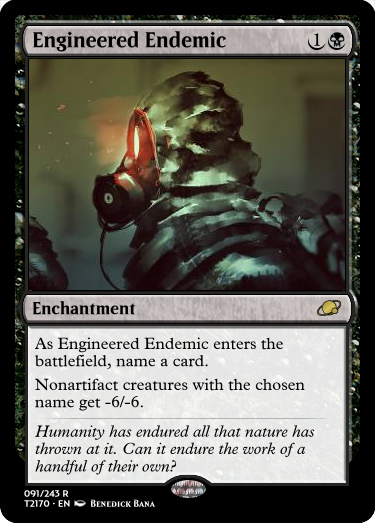 Engineered Endemic 1
Enchantment
As Engineered Endemic enters the
battlefield, name a card.
Nonartifact creatures with the chosen
name get -6/-6.
Humanity has endured all that nature has
thrown at it. Can it endure the work of a
handful of their own?
091/243 R
T2170 · EN BENEDICK BANA